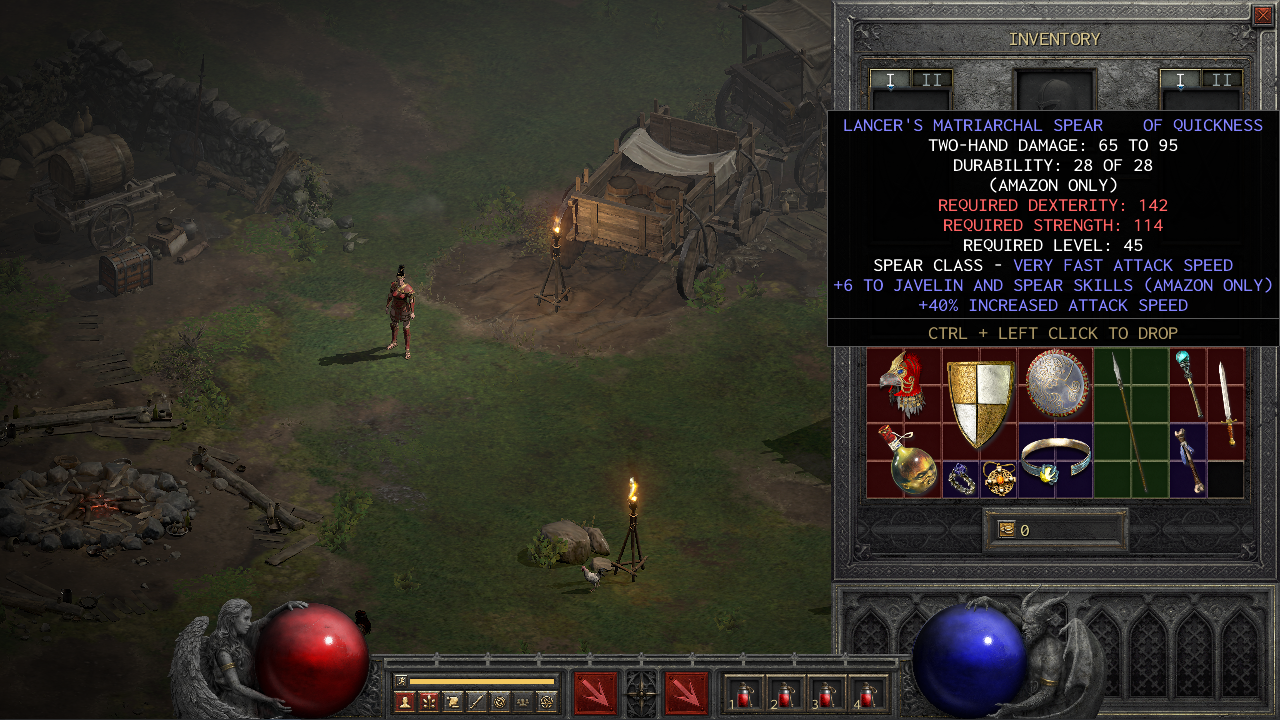 INVENTORY
I II
I II
LANCER'S MATRIARCHAL SPEAR OF QUICKNESS
TWO-HAND DAMAGE: 65 TO 95
DURABILITY: 28 OF 28
(AMAZON ONLY)
REQUIRED DEXTERITY: 142
REQUIRED STRENGTH: 114
REQUIRED LEVEL: 45
SPEAR CLASS - VERY FAST ATTACK SPEED
+6 TO JAVELIN AND SPEAR SKILLS (AMAZON ONLY)
+40% INCREASED ATTACK SPEED
CTRL + LEFT CLICK TO DROP
0
1 2 3 4